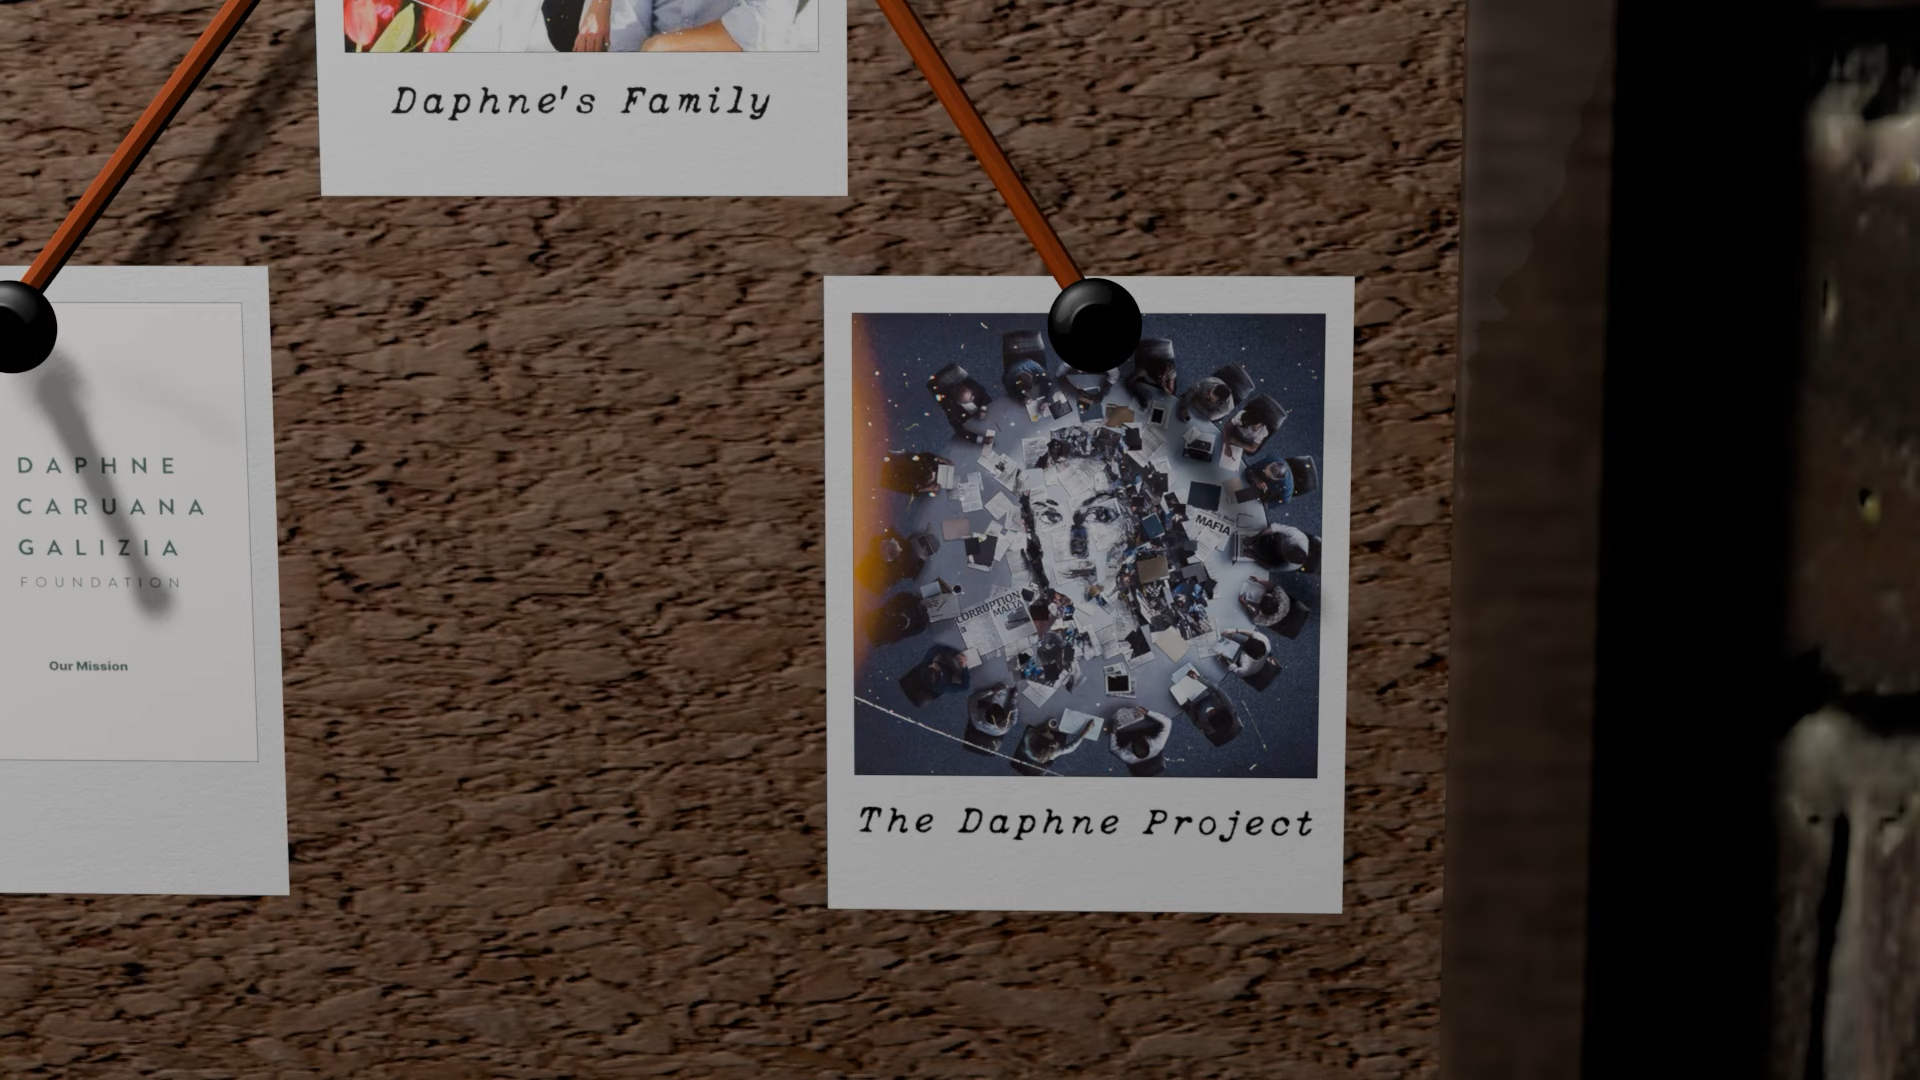 Daphne's Family
DAPHNE
CARUANA
GALIZIA
FOUNDATION
Our Mission
MAFIA
CORRUPTION
MALTA
The Daphne Project